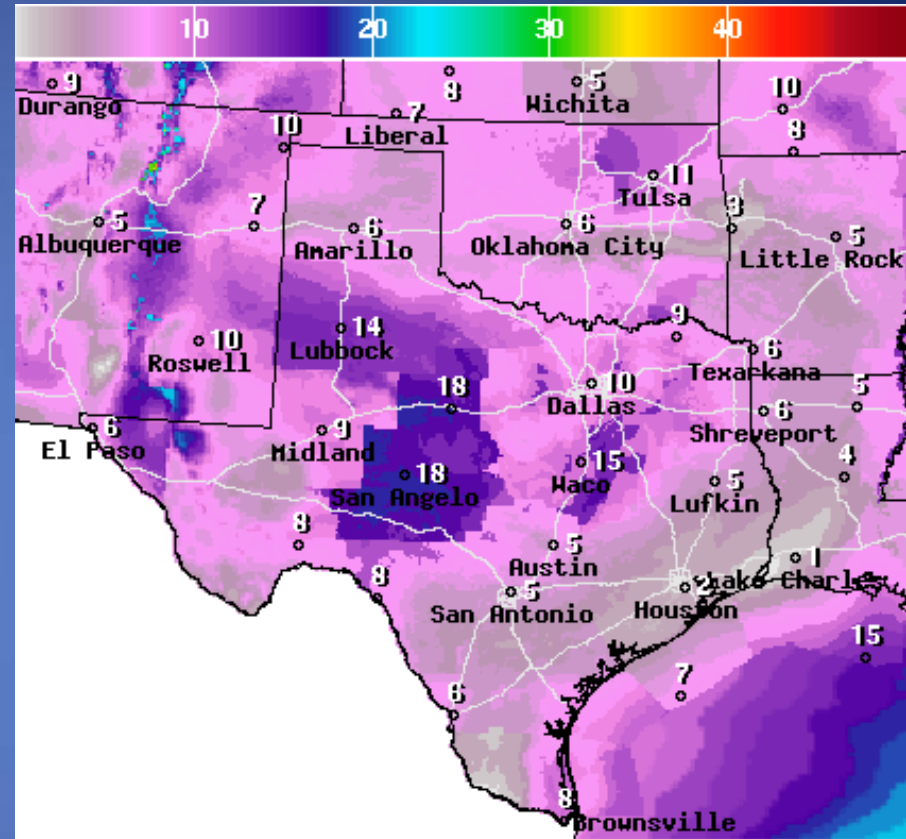 10 20 30 40
9 8 5 10
Durango Wichita
7 8
Liberal
10
11
Tulsa
5 7 6 6 3 5
Albuquerque Amarillo Oklahoma City Little Rock
14 9
10 Lubbock 6
Roswell Texarkana
18 10 5
Dallas 6
6 9 Shreveport
El Paso Midland
18 15 5 4
San Angelo Waco Lufkin
8 5 1
Austin Lake Charl
8 5 2
San Antonio Houston
15
7
6
8
Brownsville